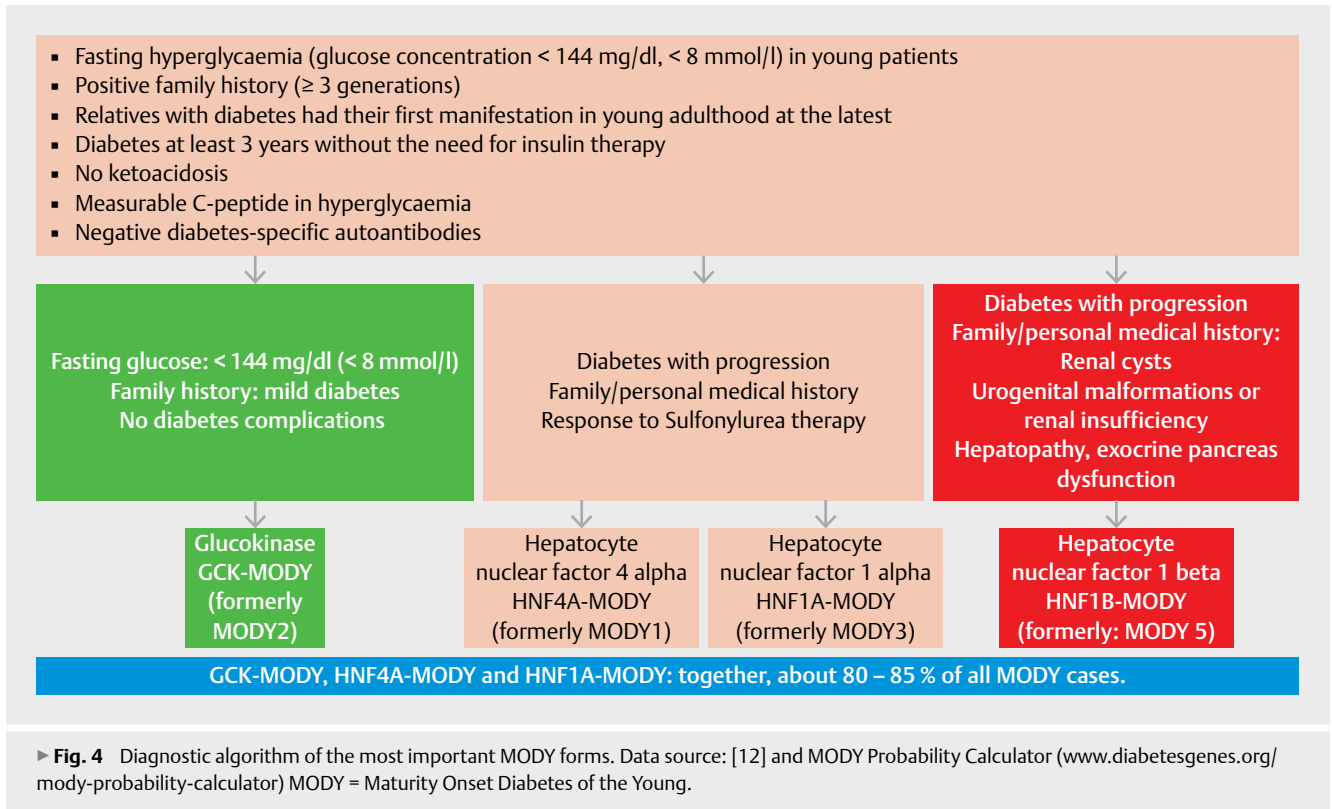 ▪ Fasting hyperglycaemia (glucose concentration < 144 mg/dl, < 8 mmol/l) in young patients
▪ Positive family history (≥ 3 generations)
▪ Relatives with diabetes had their first manifestation in young adulthood at the latest
▪ Diabetes at least 3 years without the need for insulin therapy
▪ No ketoacidosis
▪ Measurable C-peptide in hyperglycaemia
▪ Negative diabetes-specific autoantibodies
Fasting glucose: < 144 mg/dl (< 8 mmol/l)
Family history: mild diabetes
No diabetes complications
Diabetes with progression
Family/personal medical history
Response to Sulfonylurea therapy
Diabetes with progression
Family/personal medical history:
Renal cysts
Urogenital malformations or
renal insufficiency
Hepatopathy, exocrine pancreas
dysfunction
Glucokinase
GCK-MODY
(formerly
MODY2)
Hepatocyte
nuclear factor 4 alpha
HNF4A-MODY
(formerly MODY1)
Hepatocyte
nuclear factor 1 alpha
HNF1A-MODY
(formerly MODY3)
Hepatocyte
nuclear factor 1 beta
HNF1B-MODY
(formerly: MODY 5)
GCK-MODY, HNF4A-MODY and HNF1A-MODY: together, about 80 – 85 % of all MODY cases.
▶ Fig. 4 Diagnostic algorithm of the most important MODY forms. Data source: [12] and MODY Probability Calculator (www.diabetesgenes.org/
mody-probability-calculator) MODY = Maturity Onset Diabetes of the Young.